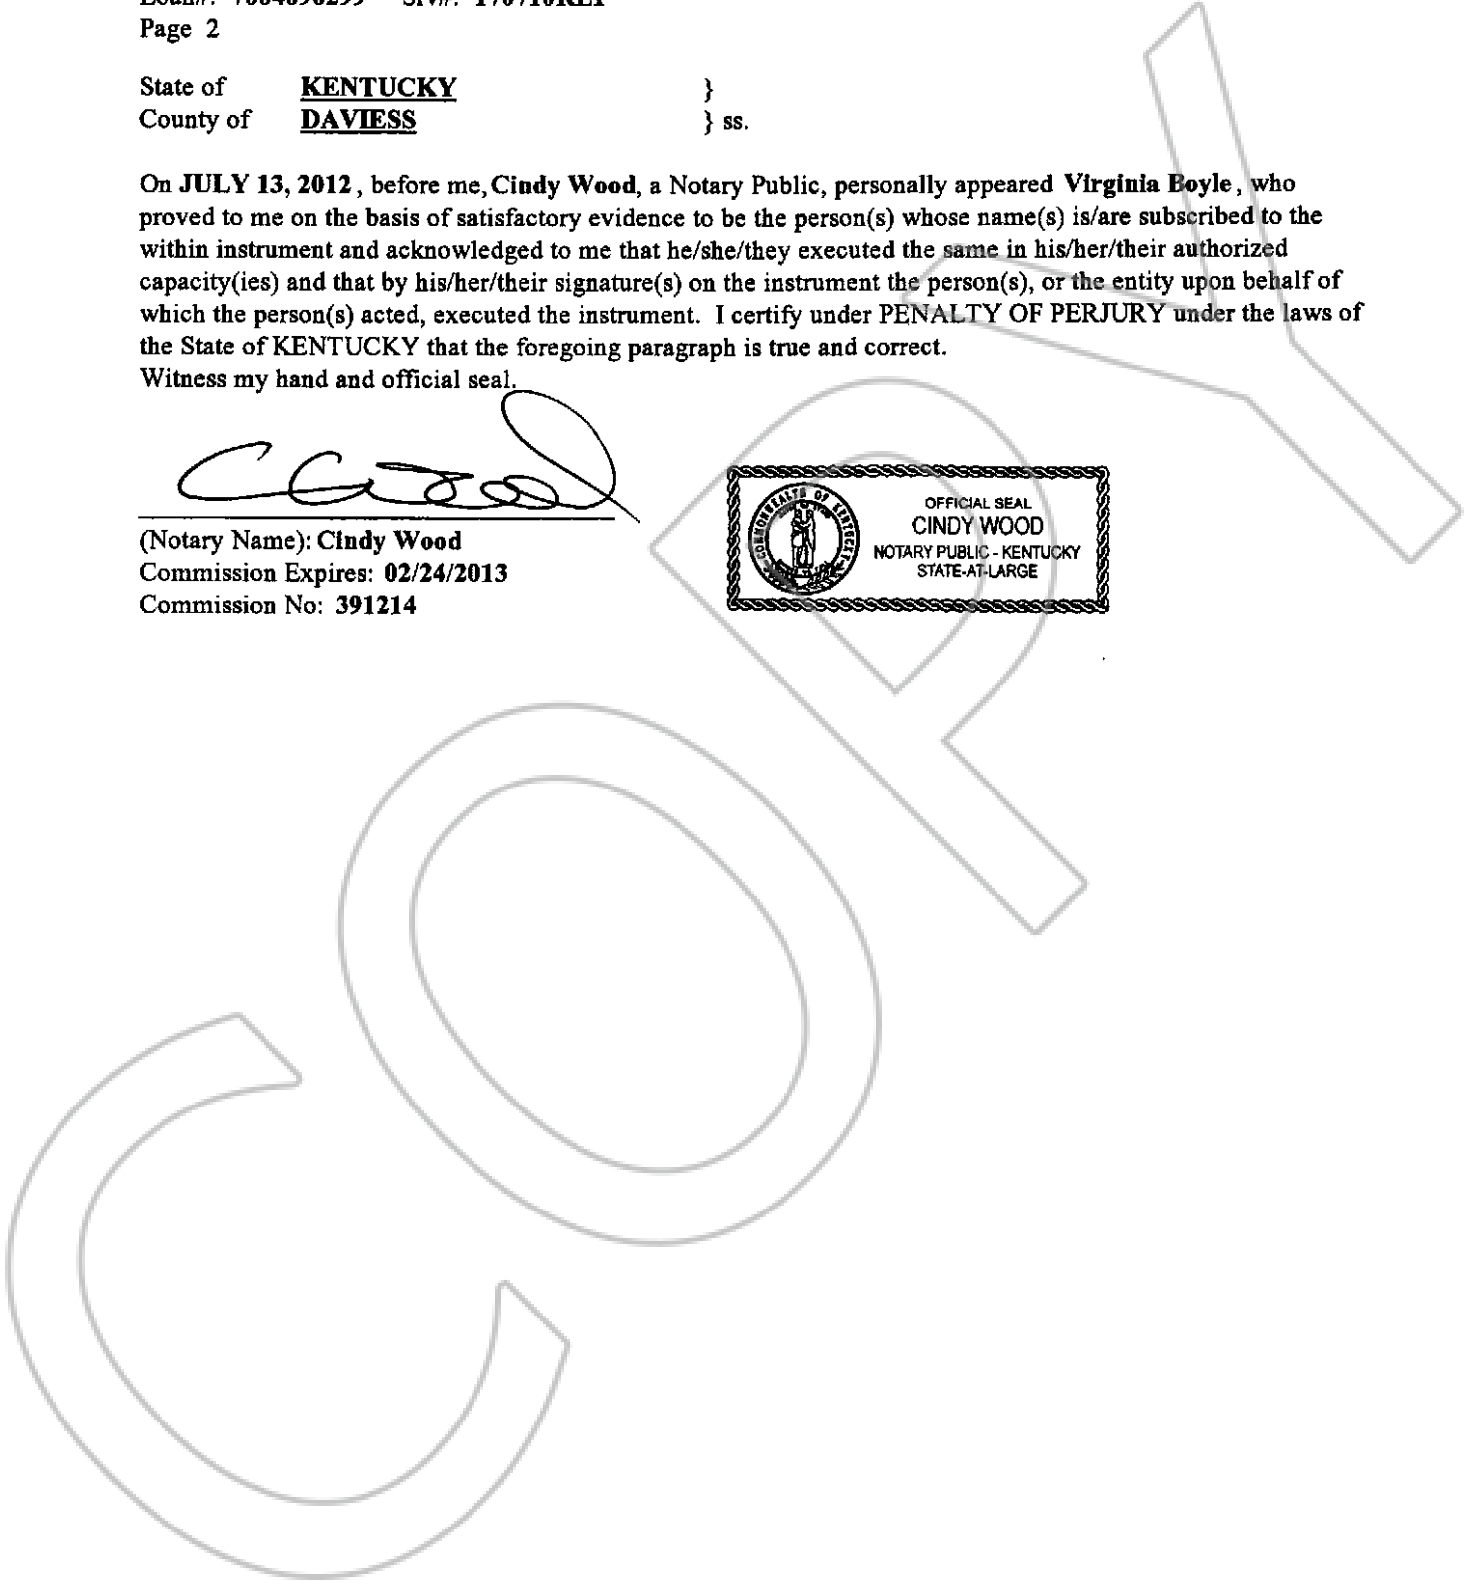 Page 2
State of KENTUCKY }
County of DAVIESS } ss.
On JULY 13, 2012, before me, Cindy Wood, a Notary Public, personally appeared Virginia Boyle, who
proved to me on the basis of satisfactory evidence to be the person(s) whose name(s) is/are subscribed to the
within instrument and acknowledged to me that he/she/they executed the same in his/her/their authorized
capacity(ies) and that by his/her/their signature(s) on the instrument the person(s), or the entity upon behalf of
which the person(s) acted, executed the instrument. I certify under PENALTY OF PERJURY under the laws of
the State of KENTUCKY that the foregoing paragraph is true and correct.
Witness my hand and official seal.
(Notary Name): Cindy Wood
Commission Expires: 02/24/2013
Commission No: 391214
COMMONWEALTH OF KENTUCKY
OFFICIAL SEAL
CINDY WOOD
NOTARY PUBLIC - KENTUCKY
STATE-AT-LARGE
COPY